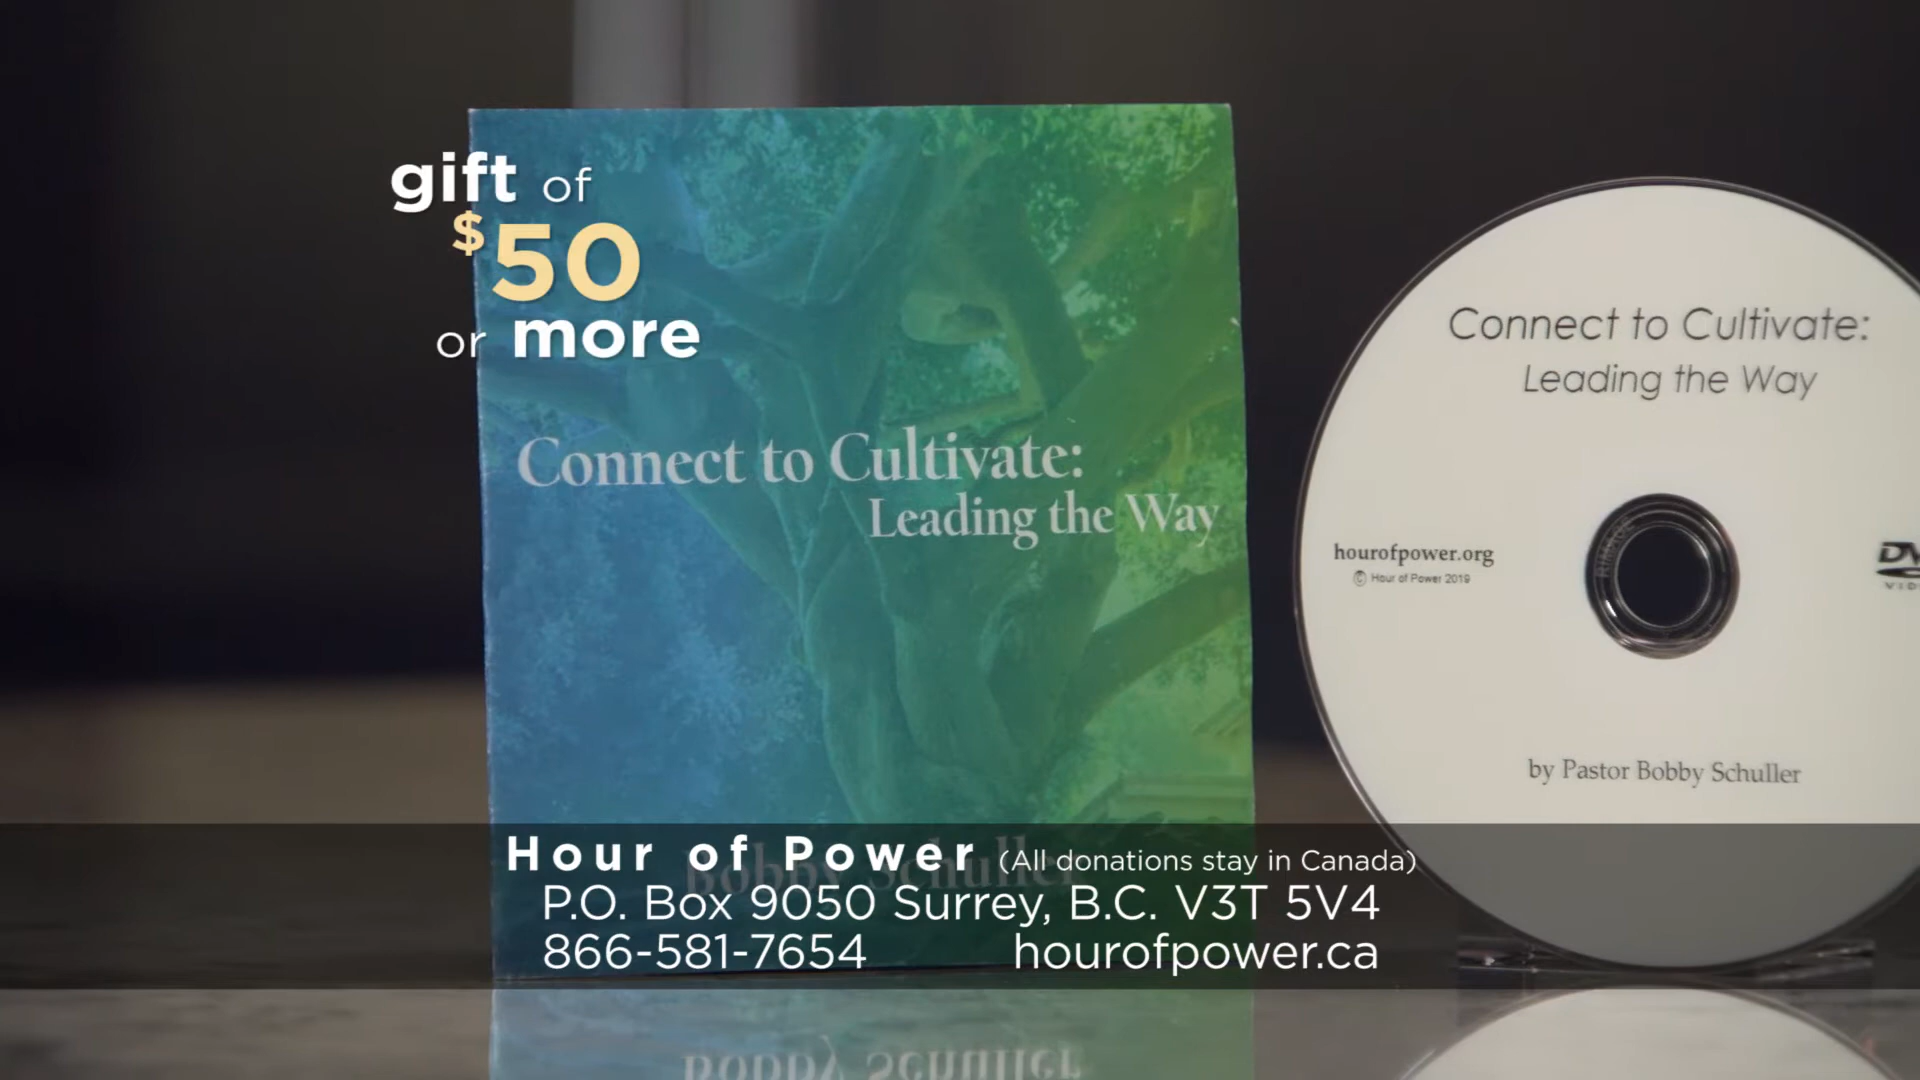 gift of
$50
or more
Connect to Cultivate:
Leading the Way
Connect to Cultivate:
Leading the Way
hourofpower.org
© Hour of Power 2019
by Pastor Bobby Schuller
Bobby Schuller
Hour of Power (All donations stay in Canada)
P.O. Box 9050 Surrey, B.C. V3T 5V4
866-581-7654 hourofpower.ca